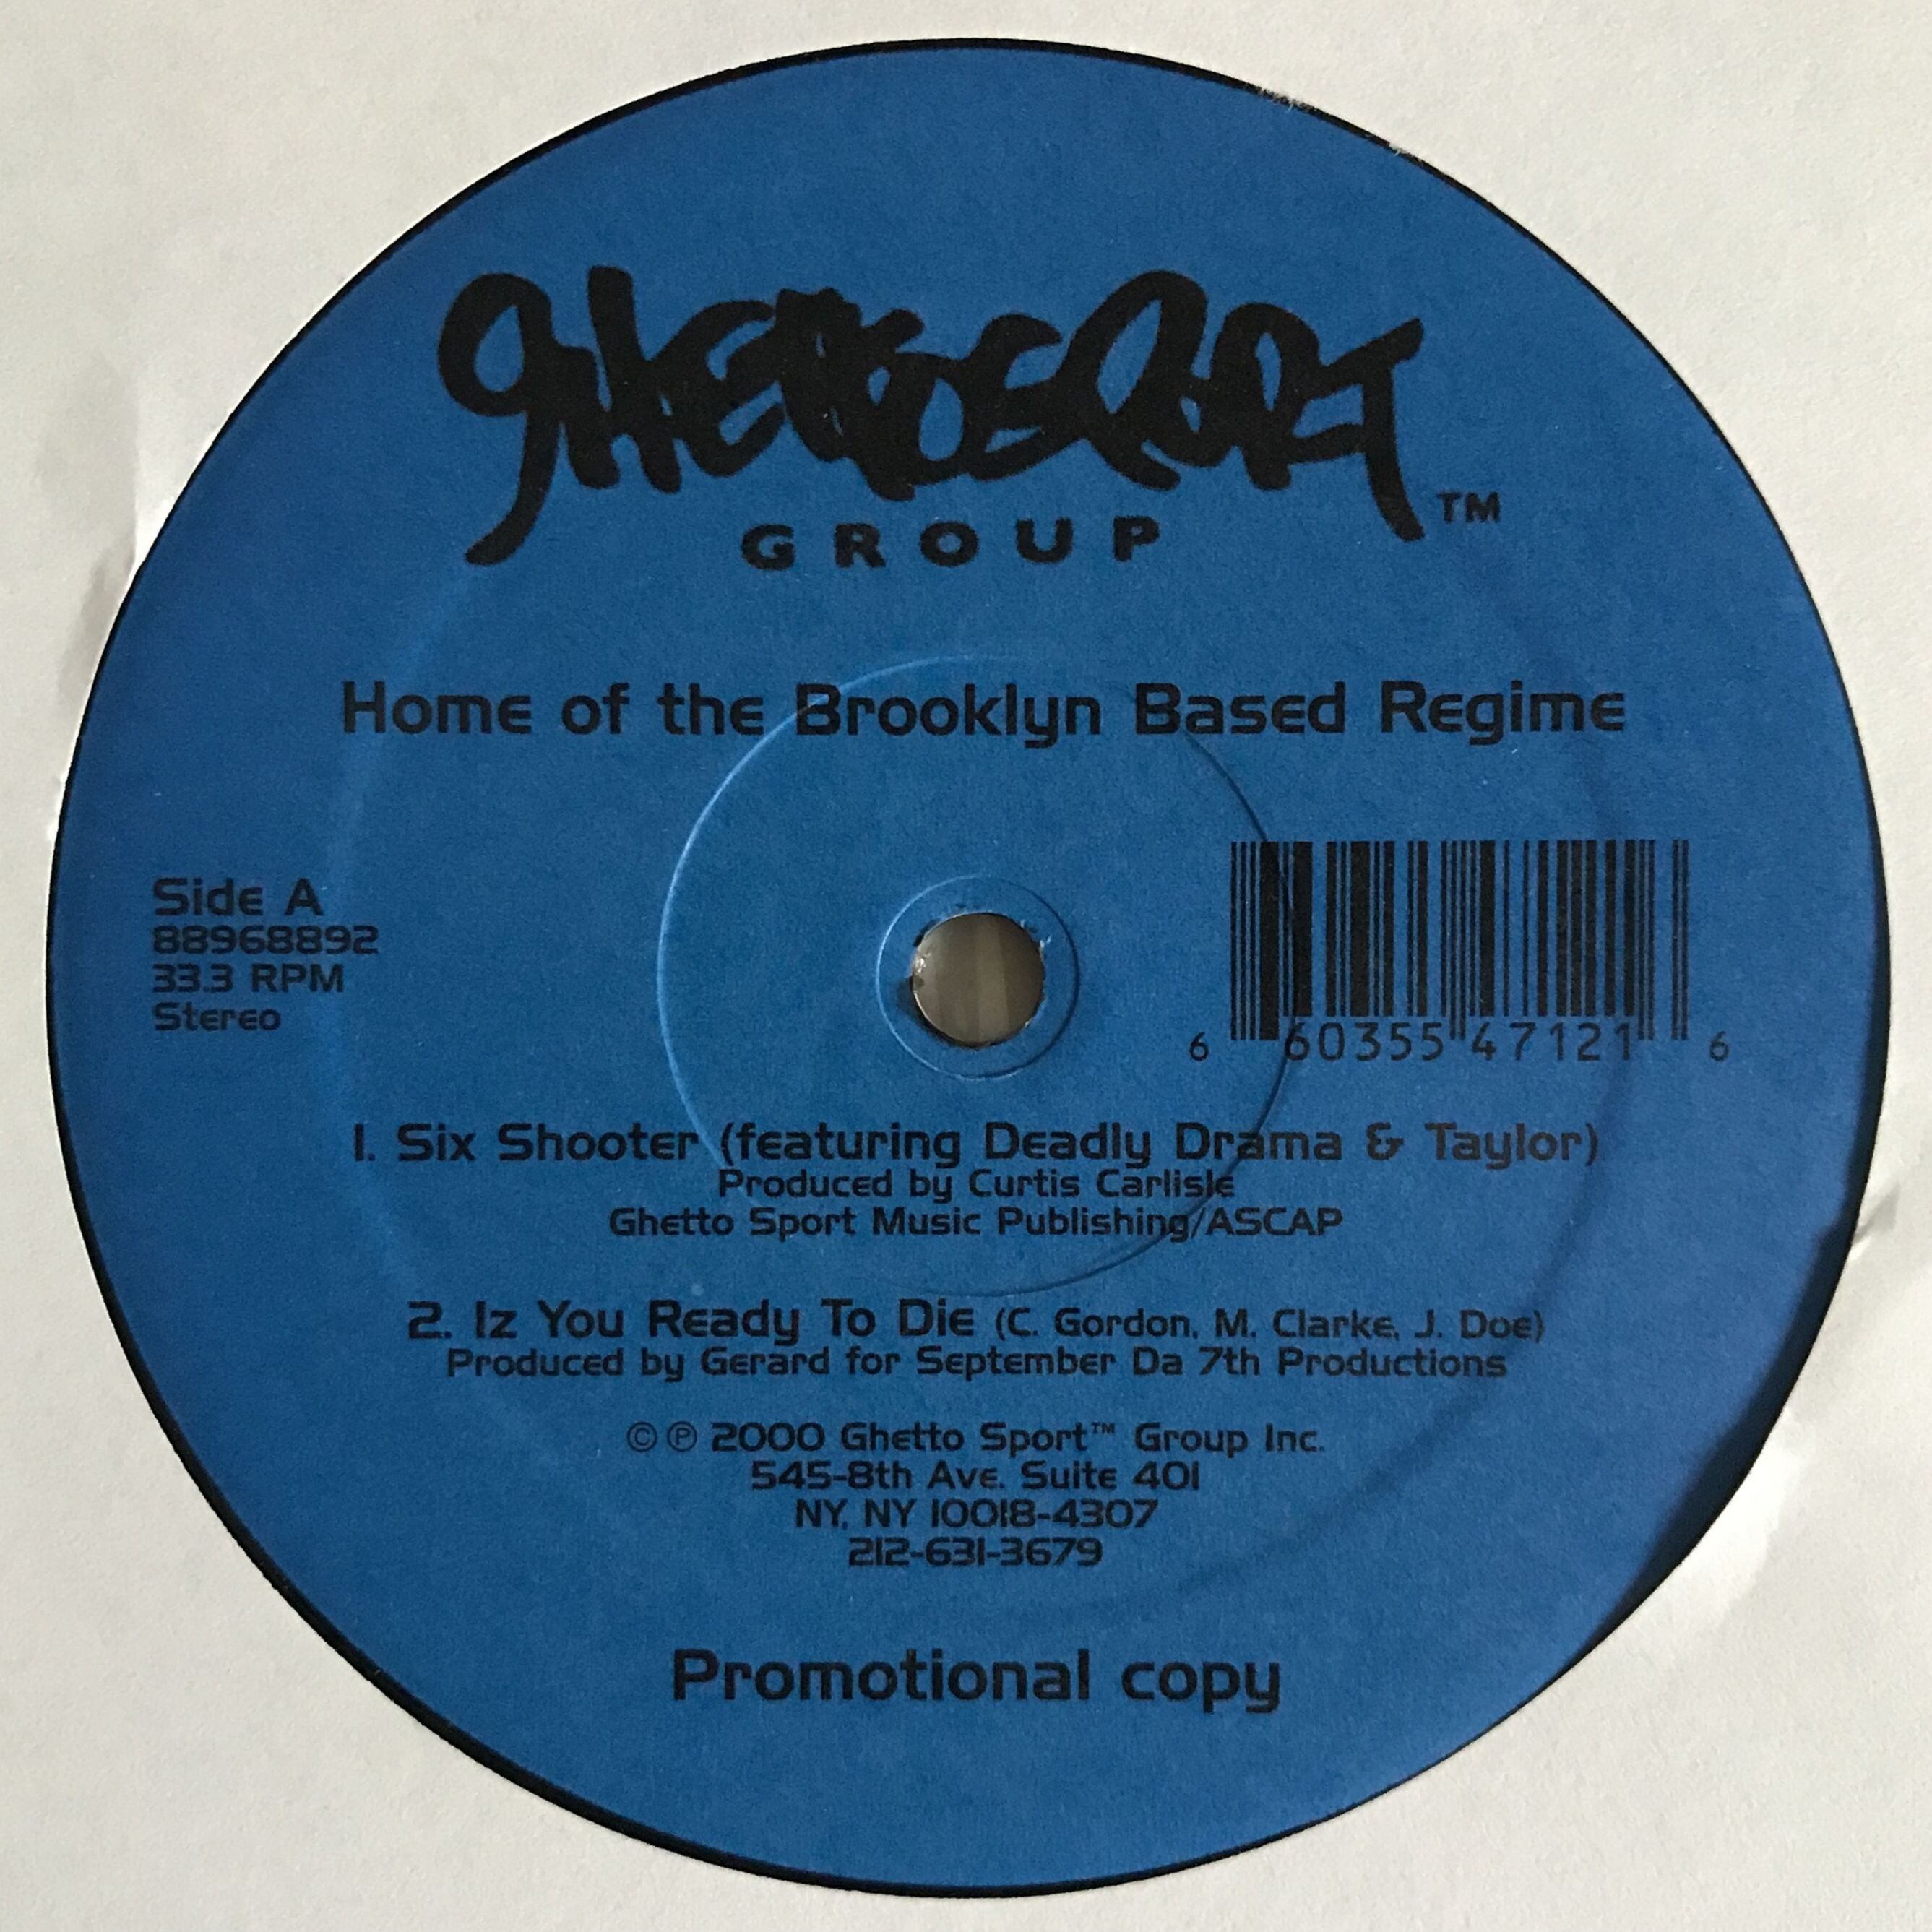 GHETTO SPORT
GROUP TM
Home of the Brooklyn Based Regime
Side A
88968892
33.3 RPM
Stereo
6 60355 47121 6
1. Six Shooter (featuring Deadly Drama & Taylor)
Produced by Curtis Carlisle
Ghetto Sport Music Publishing/ASCAP
2. Iz You Ready To Die (C. Gordon, M. Clarke, J. Doe)
Produced by Gerard for September Da 7th Productions
© ℗ 2000 Ghetto Sport™ Group Inc.
545-8th Ave. Suite 401
NY, NY 10018-4307
212-631-3679
Promotional copy